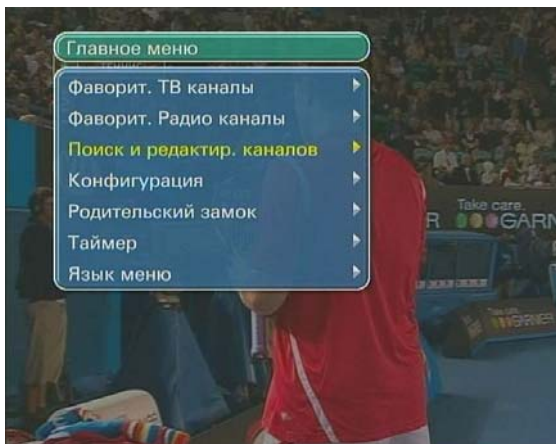 Главное меню
Фаворит. ТВ каналы
Фаворит. Радио каналы
Поиск и редактир. каналов
Конфигурация
Родительский замок
Таймер
Язык меню
Take care.
GARN
GARNIER